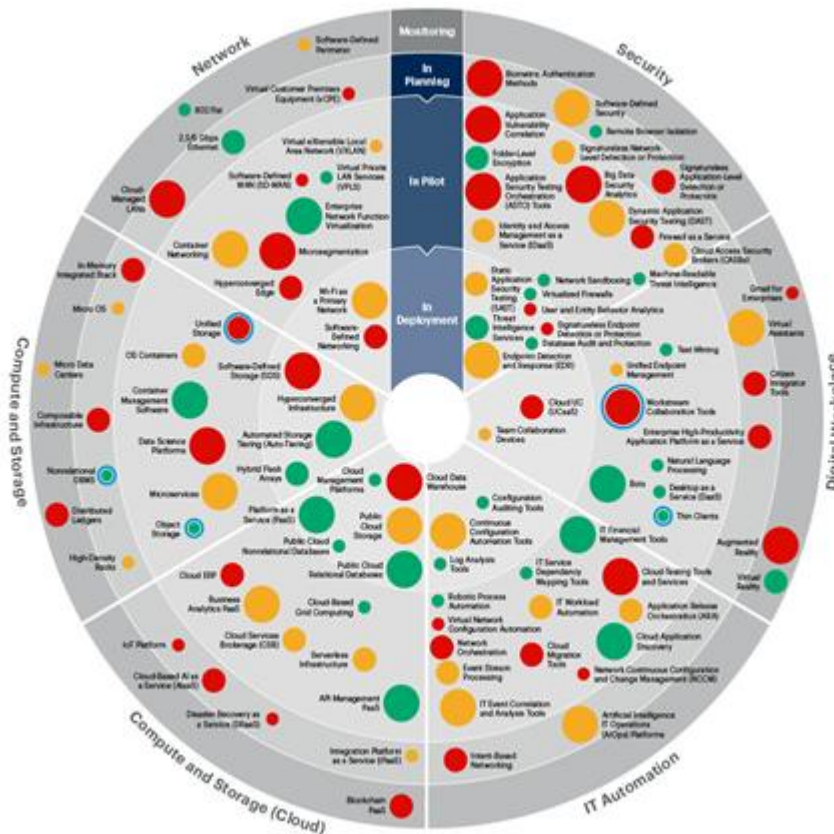 Network
Monitoring
Security
In
Planning
In Pilot
In
Deployment
Software-Defined
Perimeter
Virtual Customer Premises
Equipment (vCPE)
802.11ax
2.5/5 Gbps
Ethernet
Virtual eXtensible Local
Area Network (VXLAN)
Software-Defined
WAN (SD-WAN)
Virtual Private
LAN Services
(VPLS)
Cloud-
Managed
LANs
Enterprise
Network Function
Virtualization
Container
Networking
Microsegmentation
Hyperconverged
Edge
Wi-Fi as
a Primary
Network
Software-
Defined
Networking
Biometric Authentication
Methods
Application
Vulnerability
Correlation
Software-Defined
Security
Remote Browser Isolation
Folder-Level
Encryption
Signatureless Network-
Level Detection or Protection
Application
Security Testing
Orchestration
(ASTO) Tools
Big Data
Security
Analytics
Signatureless
Application-Level
Detection or
Protection
Dynamic Application
Security Testing (DAST)
Identity and Access
Management as a
Service (IDaaS)
Firewall as a Service
Cloud Access Security
Brokers (CASBs)
Static
Application
Security
Testing
(SAST)
Network Sandboxing
Machine-Readable
Threat Intelligence
Virtualized Firewalls
User and Entity Behavior Analytics
Threat
Intelligence
Services
Signatureless Endpoint
Detection or Protection
Database Audit and Protection
Endpoint Detection
and Response (EDR)
Gmail for
Enterprises
Virtual
Assistants
Text Mining
Unified Endpoint
Management
Citizen
Integrator
Tools
Cloud UC
(UCaaS)
Workstream
Collaboration Tools
Team Collaboration
Devices
Enterprise High-Productivity
Application Platform as a Service
Natural Language
Processing
Bots
Desktop as a
Service (DaaS)
Thin Clients
Augmented
Reality
Virtual
Reality
Compute and Storage
In-Memory
Integrated Stack
Micro OS
Unified
Storage
Micro Data
Centers
OS Containers
Software-Defined
Storage (SDS)
Container
Management
Software
Hyperconverged
Infrastructure
Composable
Infrastructure
Data Science
Platforms
Automated Storage
Tiering (Auto-Tiering)
Nonrelational
DBMS
Microservices
Hybrid Flash
Arrays
Distributed
Ledgers
Object
Storage
High-Density
Racks
Cloud
Management
Platforms
Cloud Data
Warehouse
Platform as a
Service (PaaS)
Public
Cloud
Storage
Public Cloud
Nonrelational Databases
Public Cloud
Relational Databases
Cloud ERP
Business
Analytics PaaS
Cloud-Based
Grid Computing
Cloud Services
Brokerage (CSB)
Serverless
Infrastructure
IoT Platform
Cloud-Based AI as
a Service (AIaaS)
API Management
PaaS
Disaster Recovery as
a Service (DRaaS)
Integration Platform
as a Service (iPaaS)
Blockchain
PaaS
Compute and Storage (Cloud)
Configuration
Auditing Tools
Continuous
Configuration
Automation Tools
IT Financial
Management Tools
Log Analysis
Tools
IT Service
Dependency
Mapping Tools
Cloud Testing Tools
and Services
Robotic Process
Automation
IT Workload
Automation
Application Release
Orchestration (ARA)
Virtual Network
Configuration Automation
Network
Orchestration
Cloud
Migration
Tools
Cloud Application
Discovery
Event Stream
Processing
Network Continuous Configuration
and Change Management (NCCM)
IT Event Correlation
and Analysis Tools
Artificial Intelligence
IT Operations
(AIOps) Platforms
Intent-Based
Networking
IT Automation